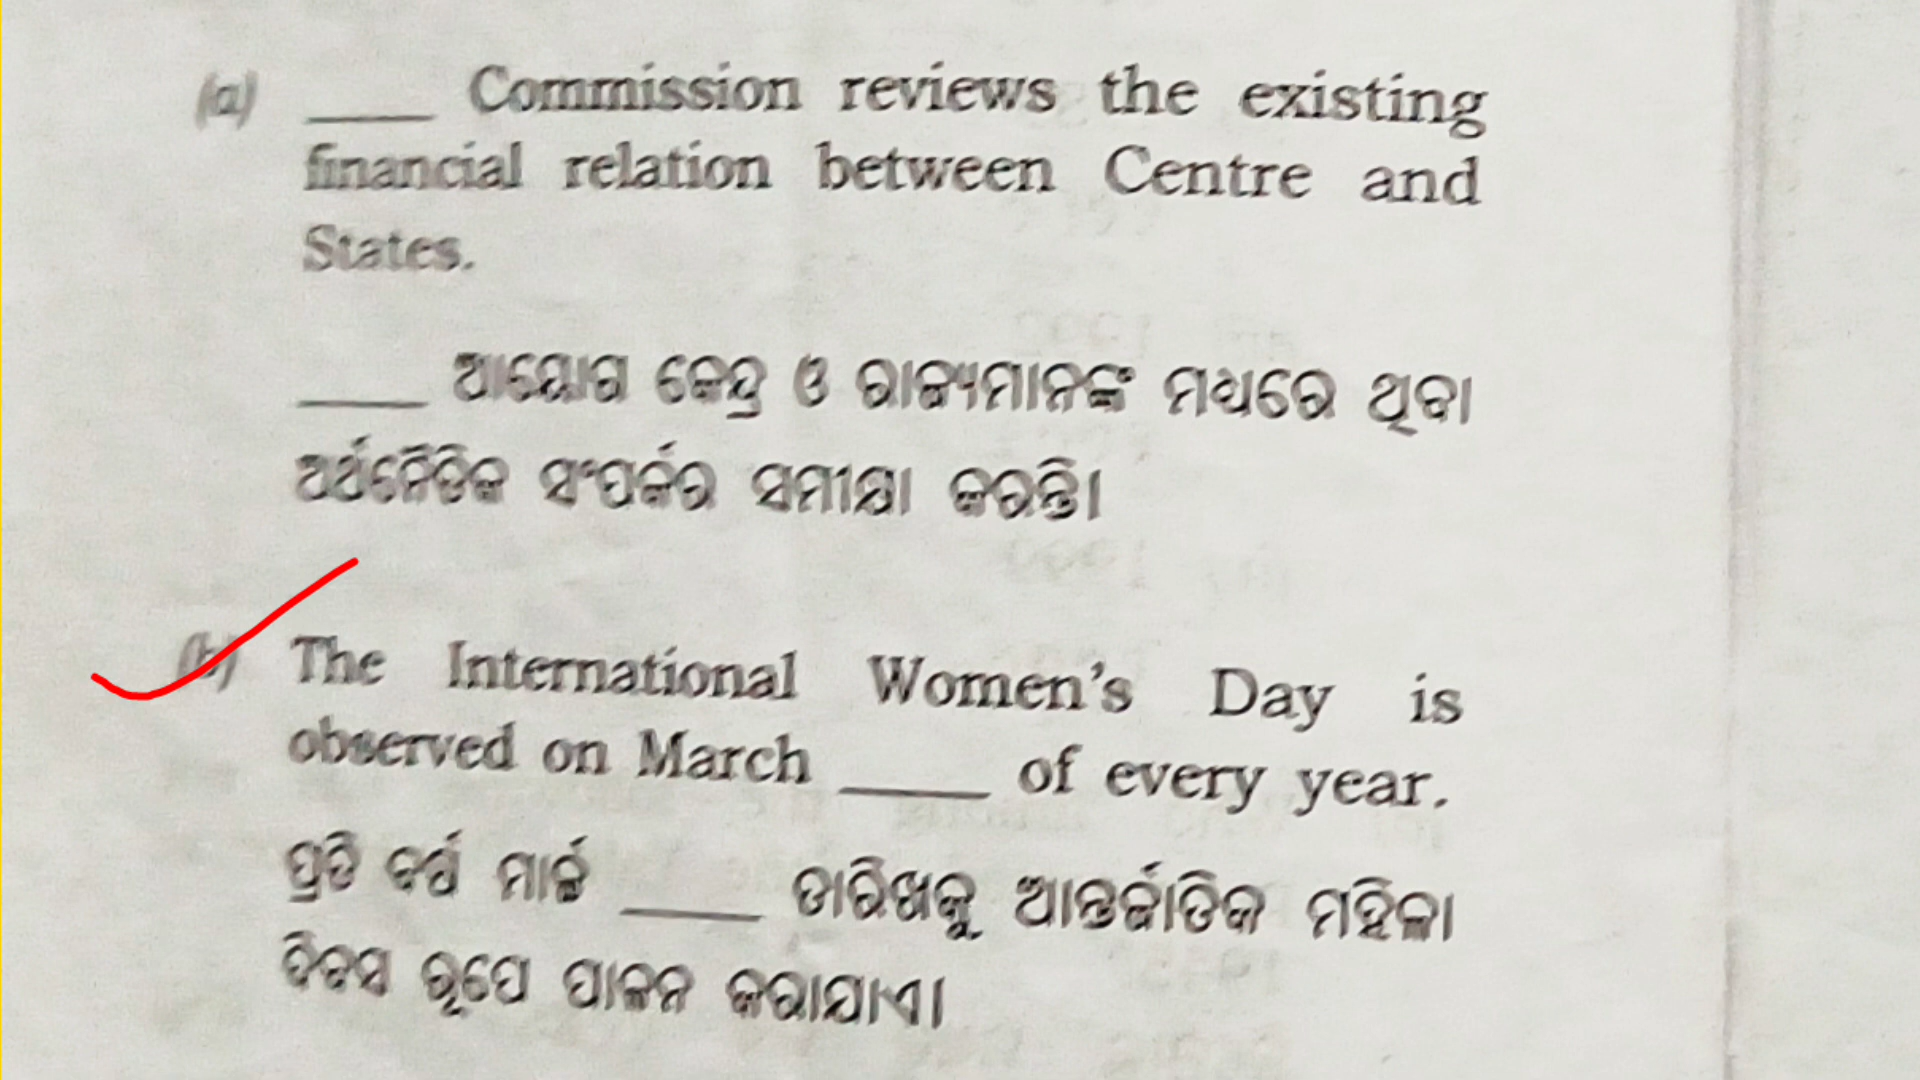 (a) ____ Commission reviews the existing
financial relation between Centre and
States.
____ ଆୟୋଗ କେନ୍ଦ୍ର ଓ ରାଜ୍ୟମାନଙ୍କ ମଧ୍ୟରେ ଥିବା
ଅର୍ଥନୈତିକ ସଂପର୍କର ସମୀକ୍ଷା କରନ୍ତି।
(b) The International Women's Day is
observed on March ____ of every year.
ପ୍ରତି ବର୍ଷ ମାର୍ଚ୍ଚ ____ ତାରିଖକୁ ଆନ୍ତର୍ଜାତିକ ମହିଳା
ଦିବସ ରୂପେ ପାଳନ କରାଯାଏ।